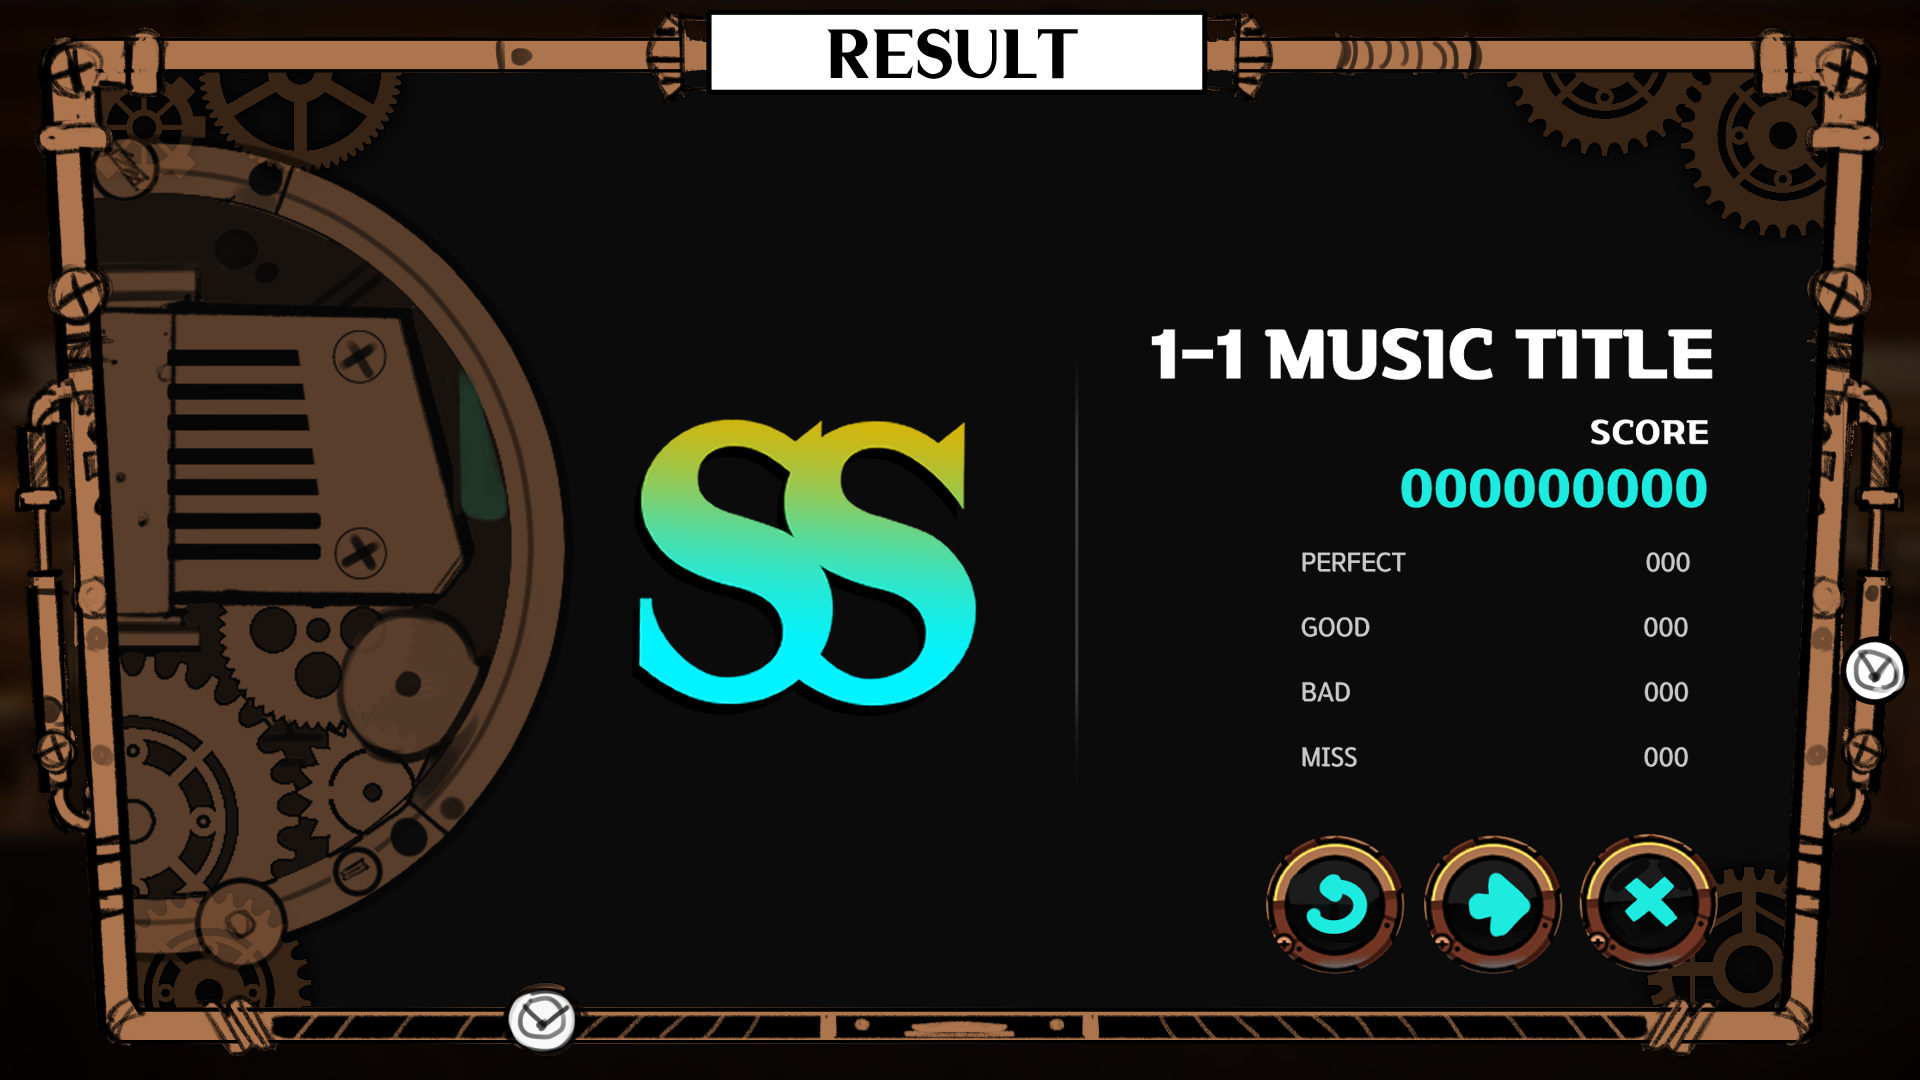 RESULT
SS
1-1 MUSIC TITLE
SCORE
000000000
PERFECT 000
GOOD 000
BAD 000
MISS 000